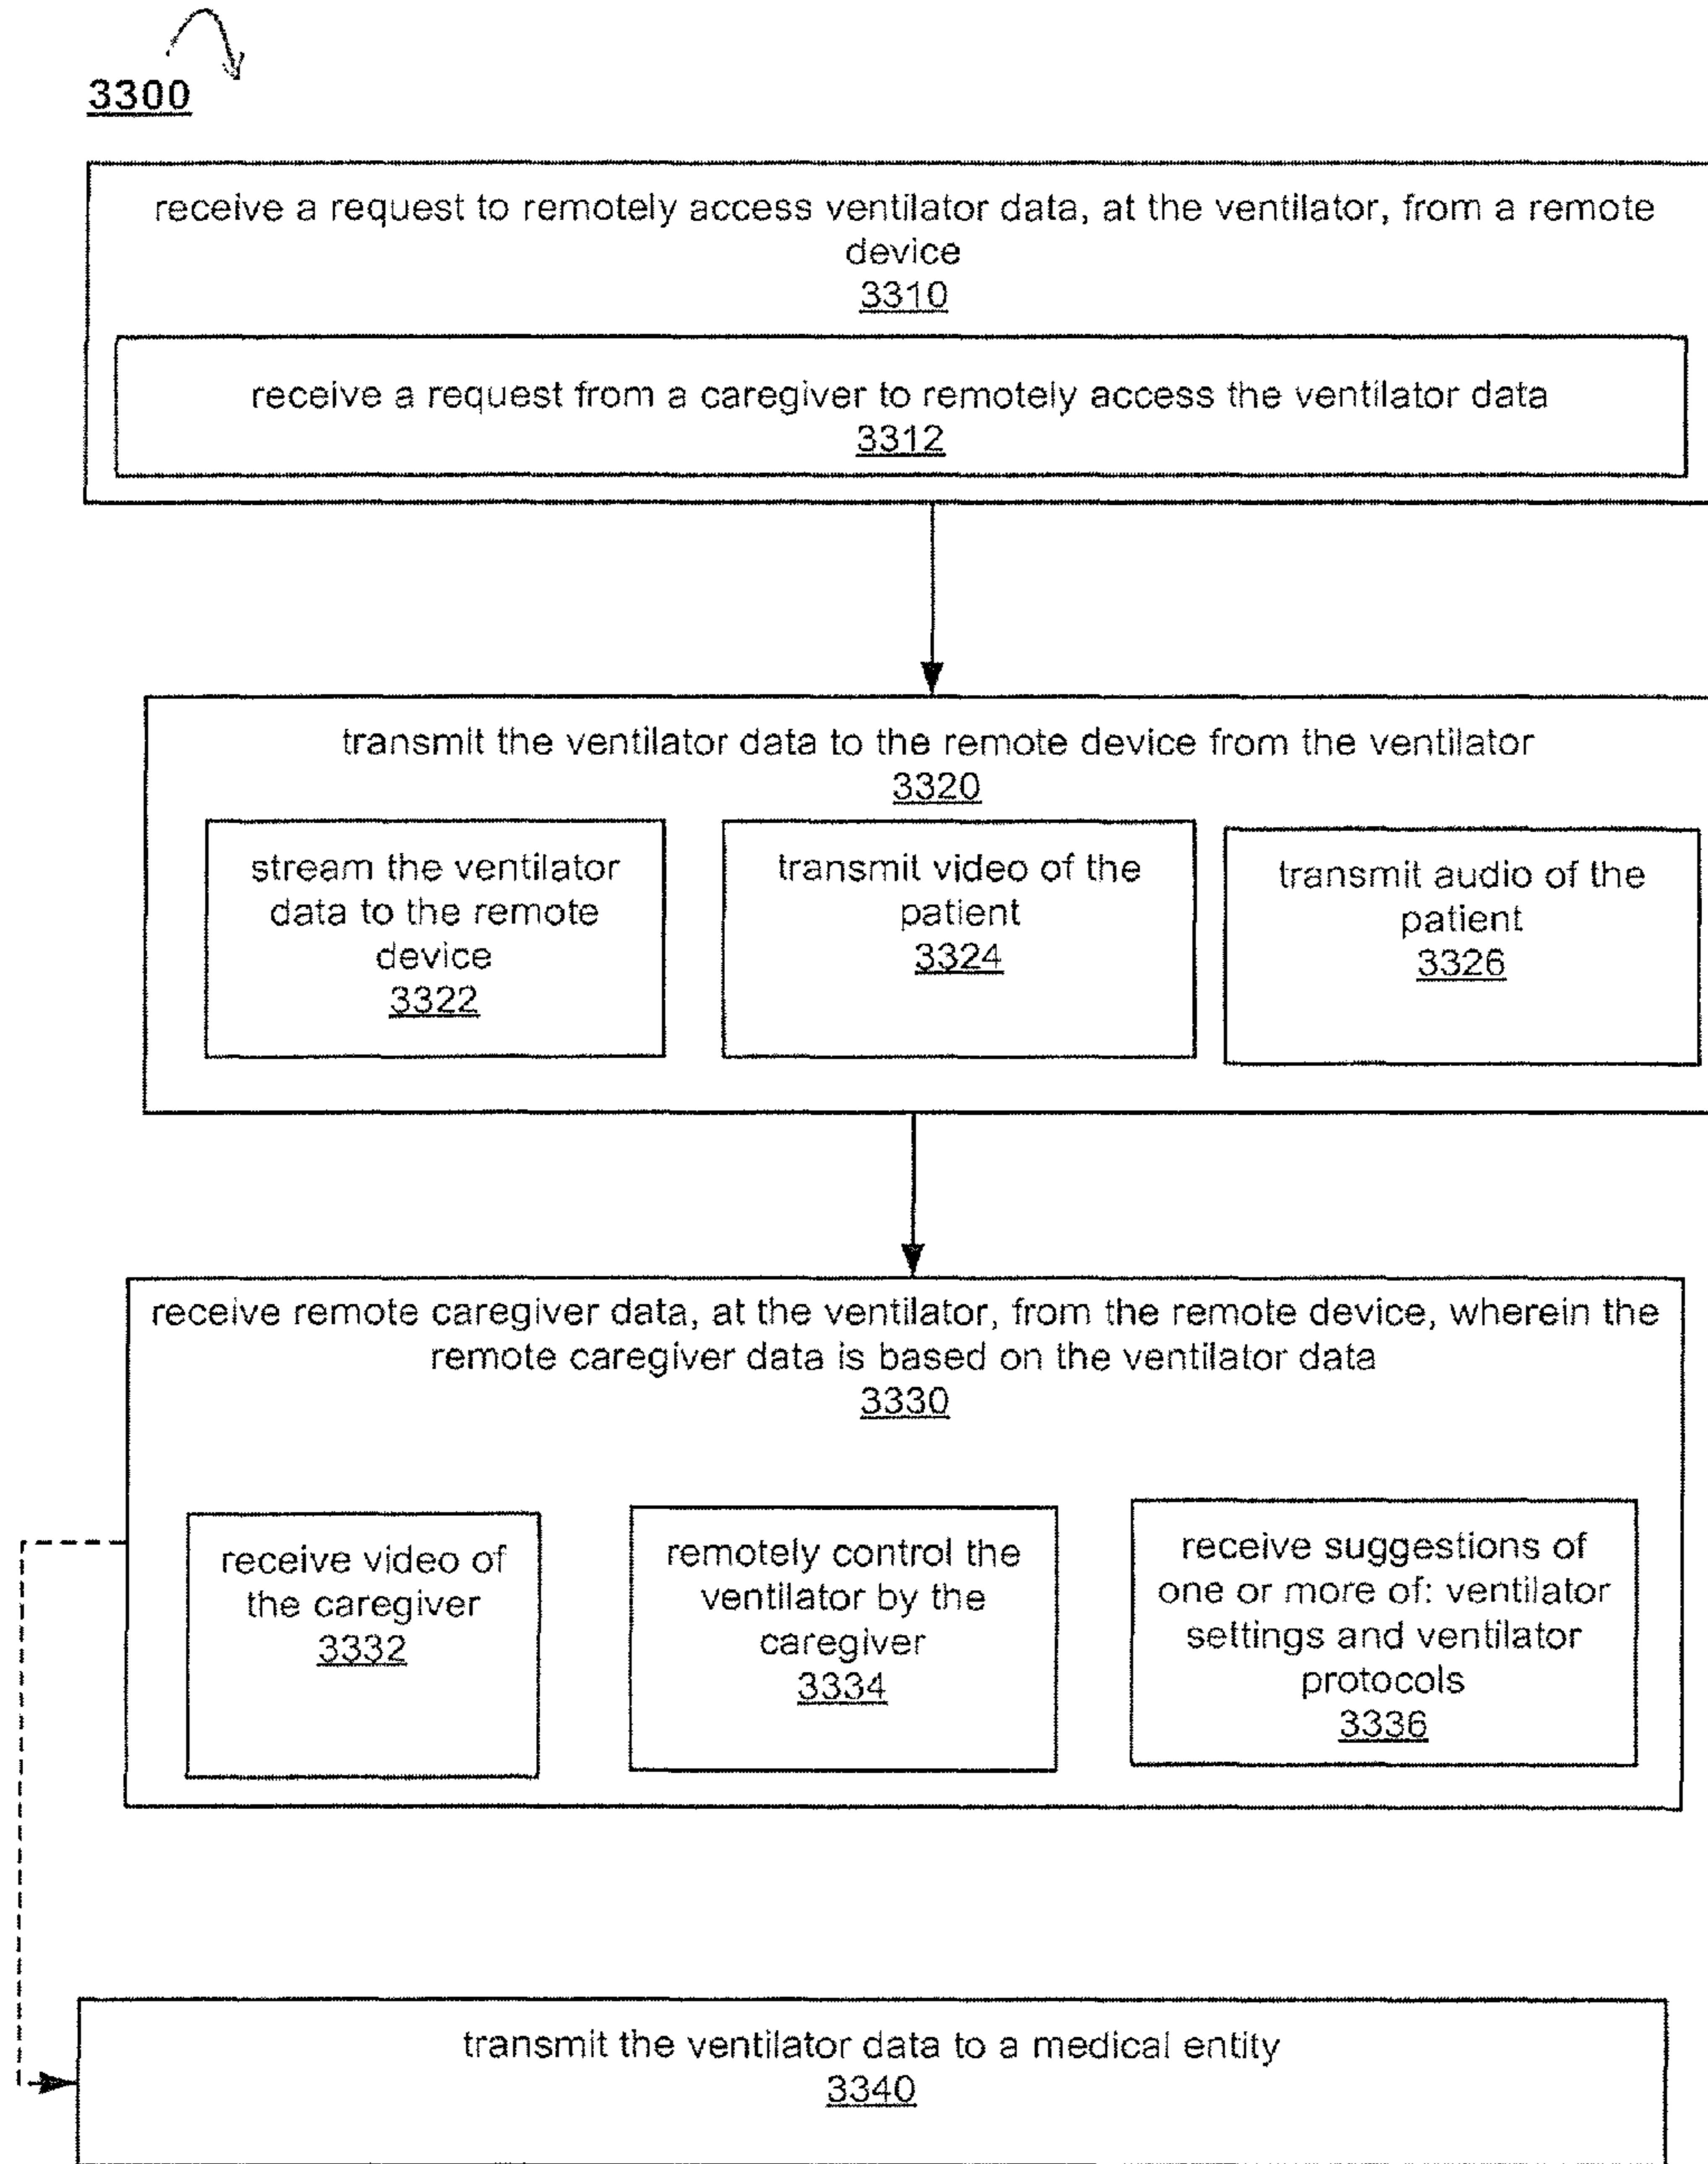 3300
receive a request to remotely access ventilator data, at the ventilator, from a remote
device
3310
receive a request from a caregiver to remotely access the ventilator data
3312
transmit the ventilator data to the remote device from the ventilator
3320
stream the ventilator
data to the remote
device
3322
transmit video of the
patient
3324
transmit audio of the
patient
3326
receive remote caregiver data, at the ventilator, from the remote device, wherein the
remote caregiver data is based on the ventilator data
3330
receive video of
the caregiver
3332
remotely control the
ventilator by the
caregiver
3334
receive suggestions of
one or more of: ventilator
settings and ventilator
protocols
3336
transmit the ventilator data to a medical entity
3340